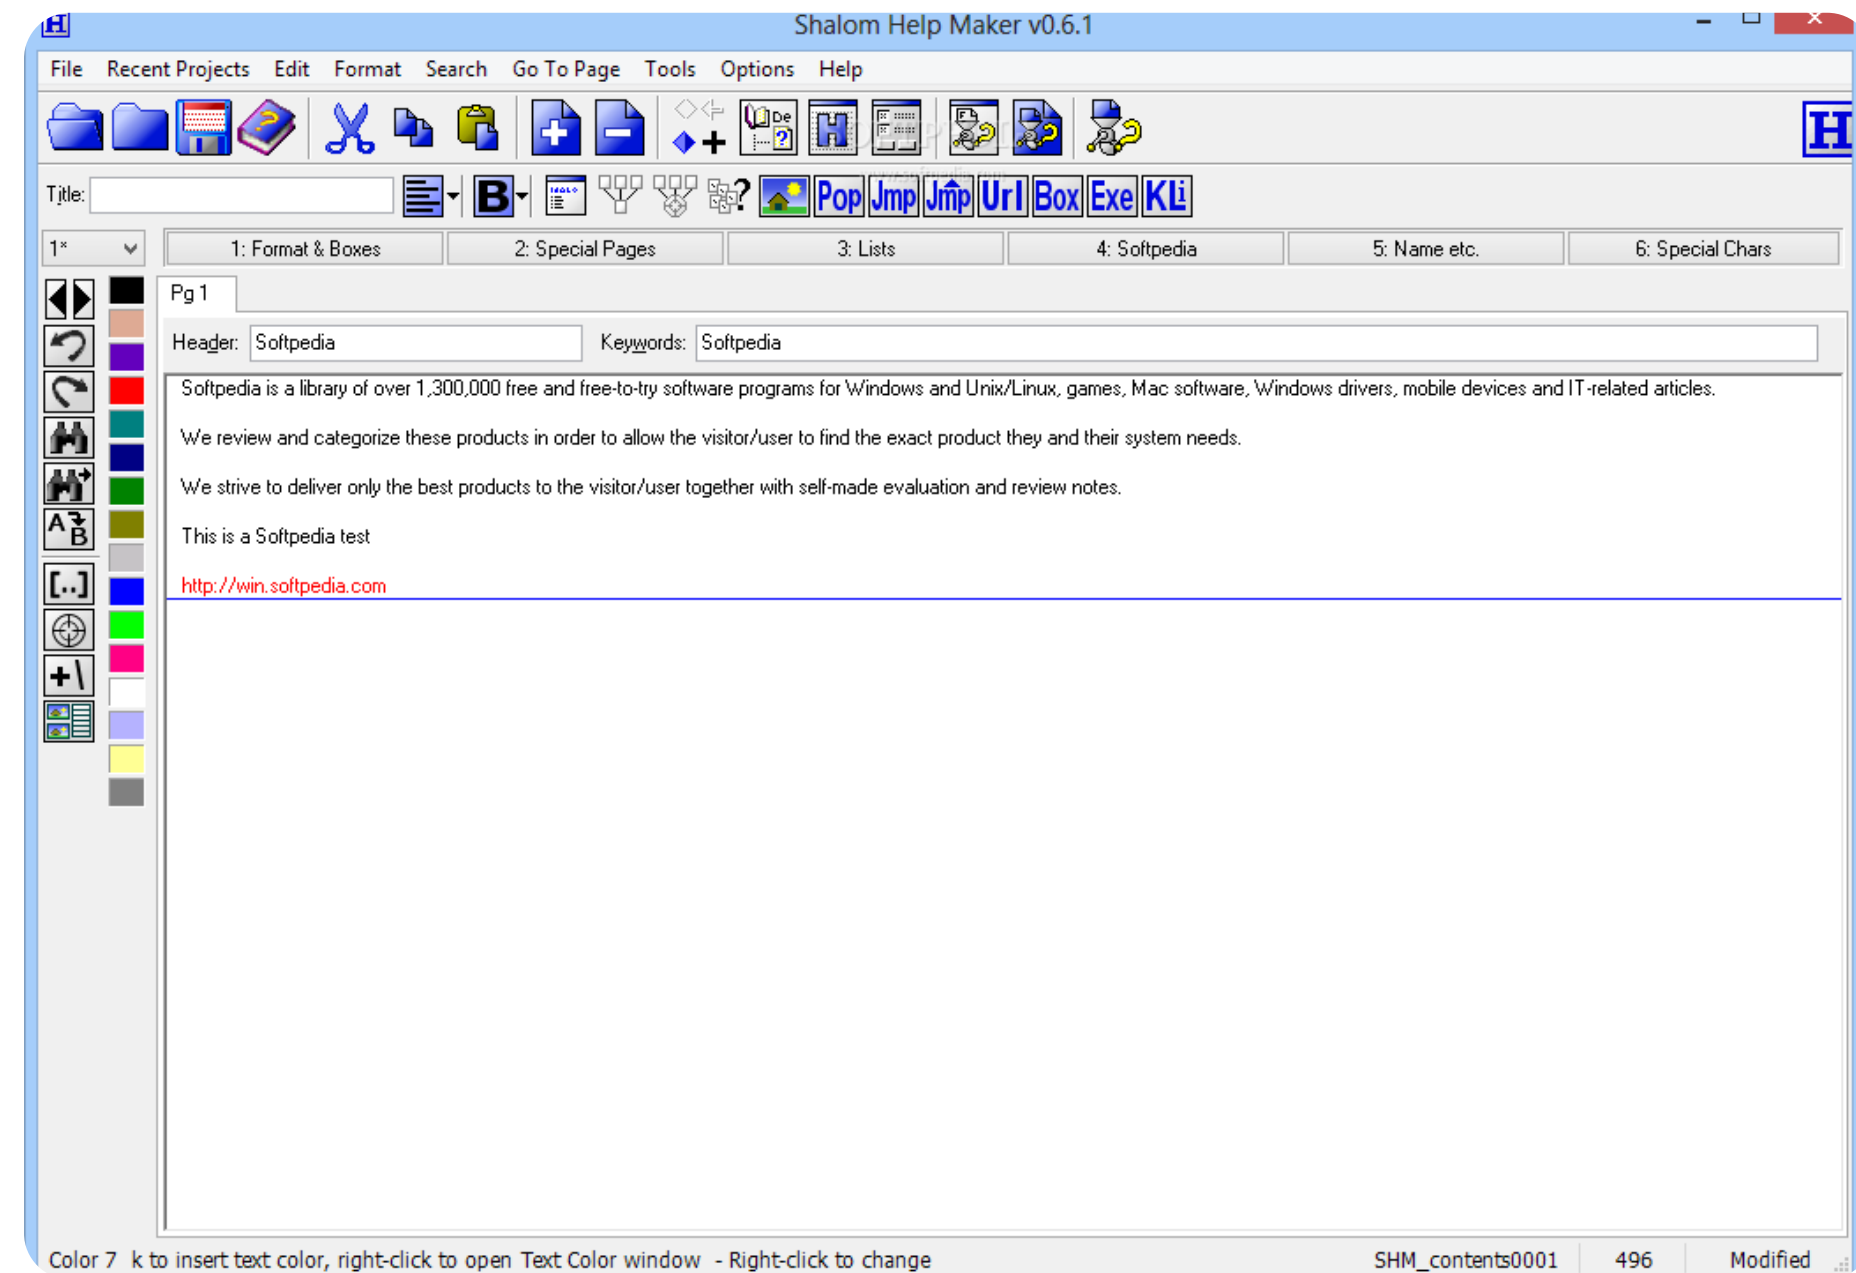 H
Shalom Help Maker v0.6.1
File Recent Projects Edit Format Search Go To Page Tools Options Help
De
H
H
Title:
B
Pop Jmp Jmp Url Box Exe KLi
1*
1: Format & Boxes 2: Special Pages 3: Lists 4: Softpedia 5: Name etc. 6: Special Chars
Pg 1
Header: Softpedia Keywords: Softpedia
Softpedia is a library of over 1,300,000 free and free-to-try software programs for Windows and Unix/Linux, games, Mac software, Windows drivers, mobile devices and IT-related articles.
We review and categorize these products in order to allow the visitor/user to find the exact product they and their system needs.
We strive to deliver only the best products to the visitor/user together with self-made evaluation and review notes.
This is a Softpedia test
http://win.softpedia.com
A B
[..]
Color 7 k to insert text color, right-click to open Text Color window - Right-click to change
SHM_contents0001 496 Modified